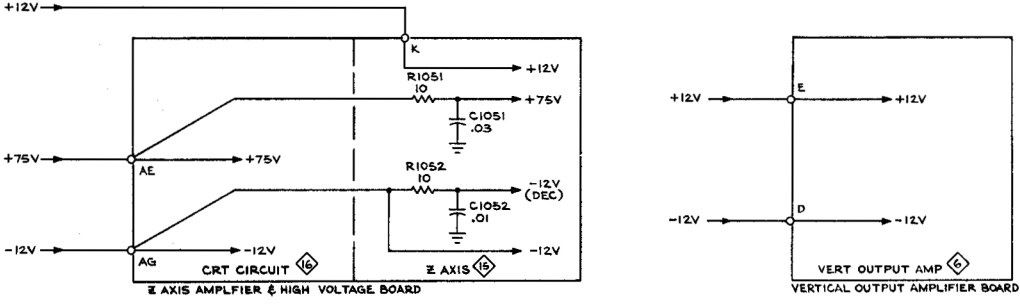 +12V
K
+12V
R1051
10
+75V
C1051
.03
+75V
AE
+75V
R1052
10
-12V
(DEC)
C1052
.01
-12V
AG
-12V
-12V
CRT CIRCUIT 16
Z AXIS 15
Z AXIS AMPLFIER & HIGH VOLTAGE BOARD
E
+12V
+12V
D
-12V
-12V
VERT OUTPUT AMP 6
VERTICAL OUTPUT AMPLIFIER BOARD